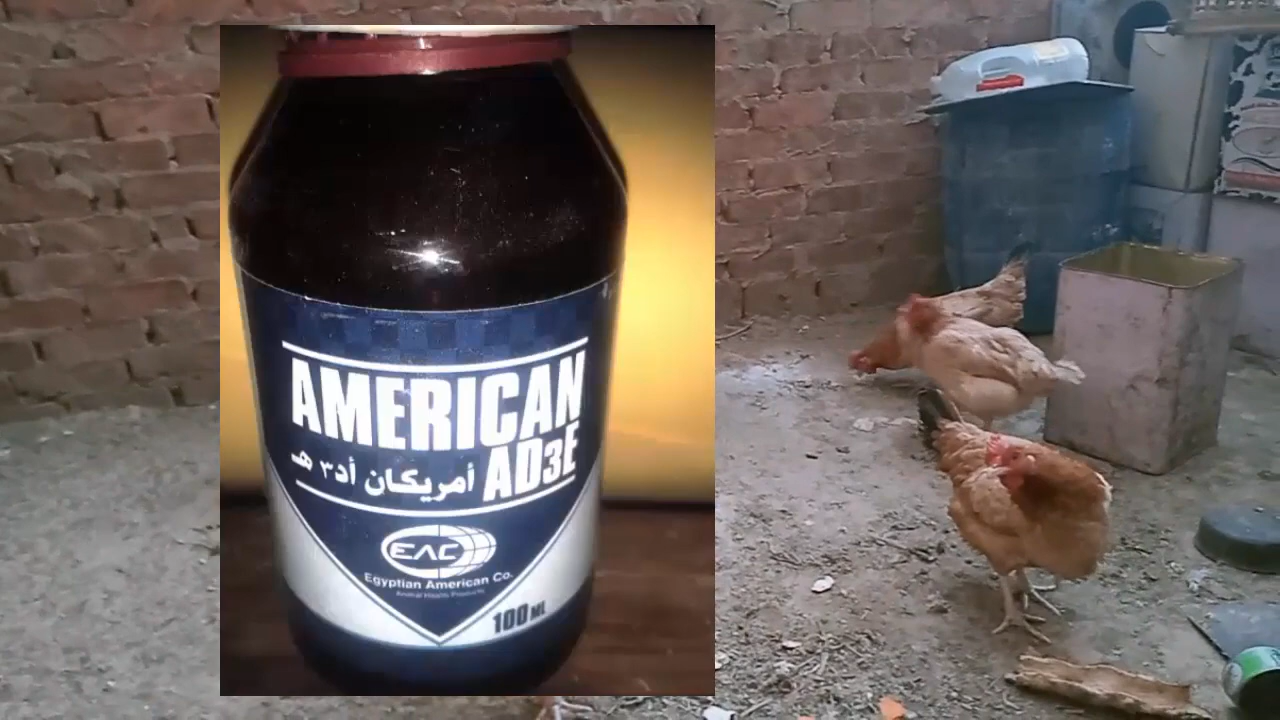 AMERICAN
أمريكان أد٣ هـ AD3E
EAC
Egyptian American Co.
Animal Health Products
100 ML